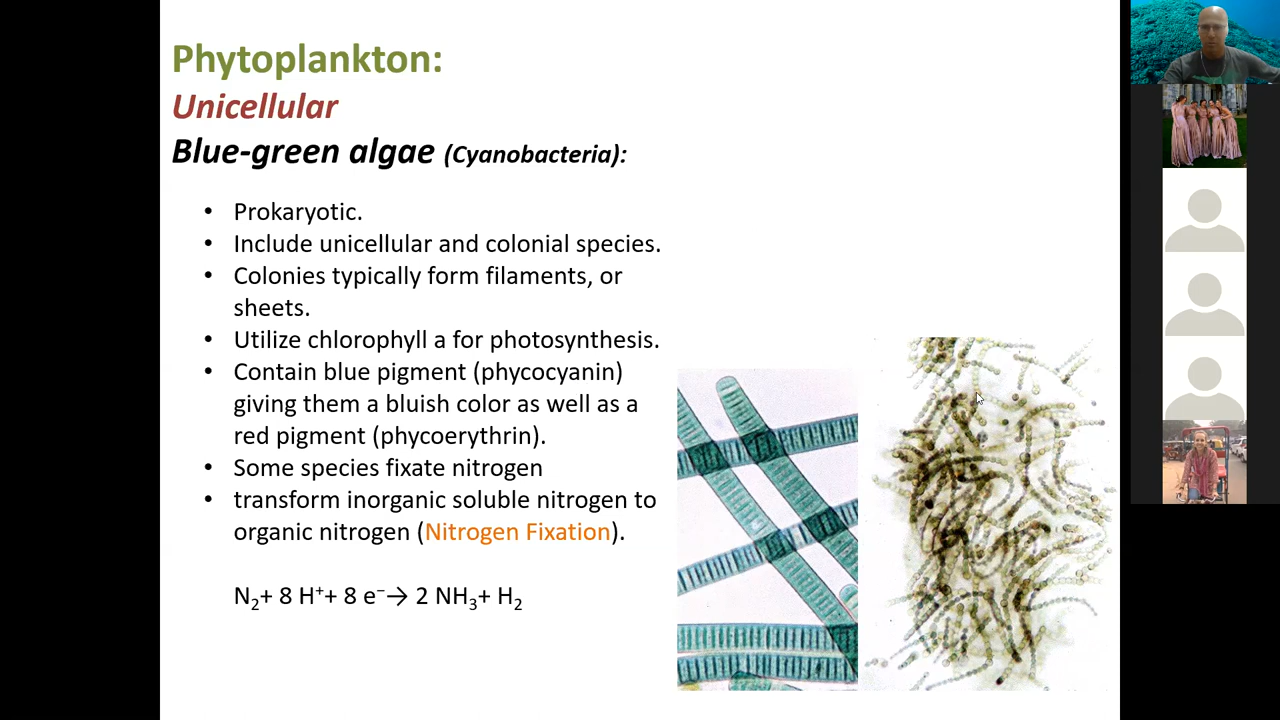 Phytoplankton:
Unicellular
Blue-green algae (Cyanobacteria):
• Prokaryotic.
• Include unicellular and colonial species.
• Colonies typically form filaments, or
sheets.
• Utilize chlorophyll a for photosynthesis.
• Contain blue pigment (phycocyanin)
giving them a bluish color as well as a
red pigment (phycoerythrin).
• Some species fixate nitrogen
• transform inorganic soluble nitrogen to
organic nitrogen (Nitrogen Fixation).
N₂+ 8 H⁺+ 8 e⁻→ 2 NH₃+ H₂